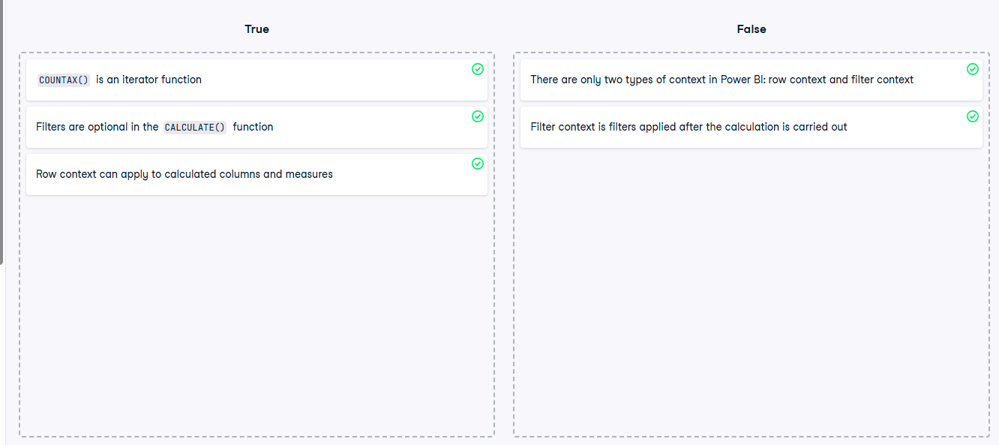 True
False
COUNTAX() is an iterator function
Filters are optional in the CALCULATE() function
Row context can apply to calculated columns and measures
There are only two types of context in Power BI: row context and filter context
Filter context is filters applied after the calculation is carried out